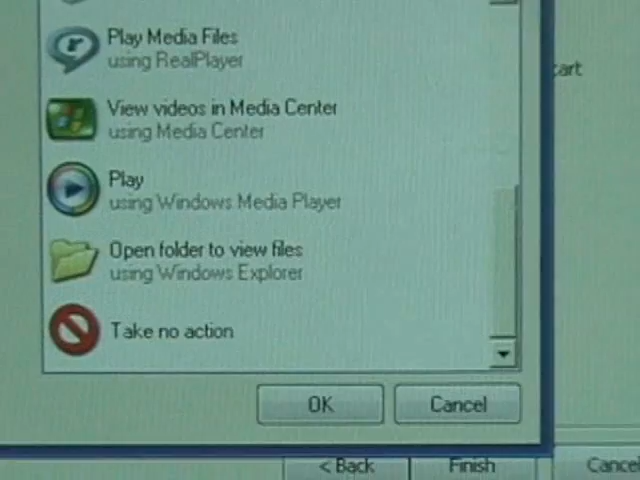 Play Media Files
using RealPlayer
View videos in Media Center
using Media Center
Play
using Windows Media Player
Open folder to view files
using Windows Explorer
Take no action
OK
Cancel
< Back
Finish